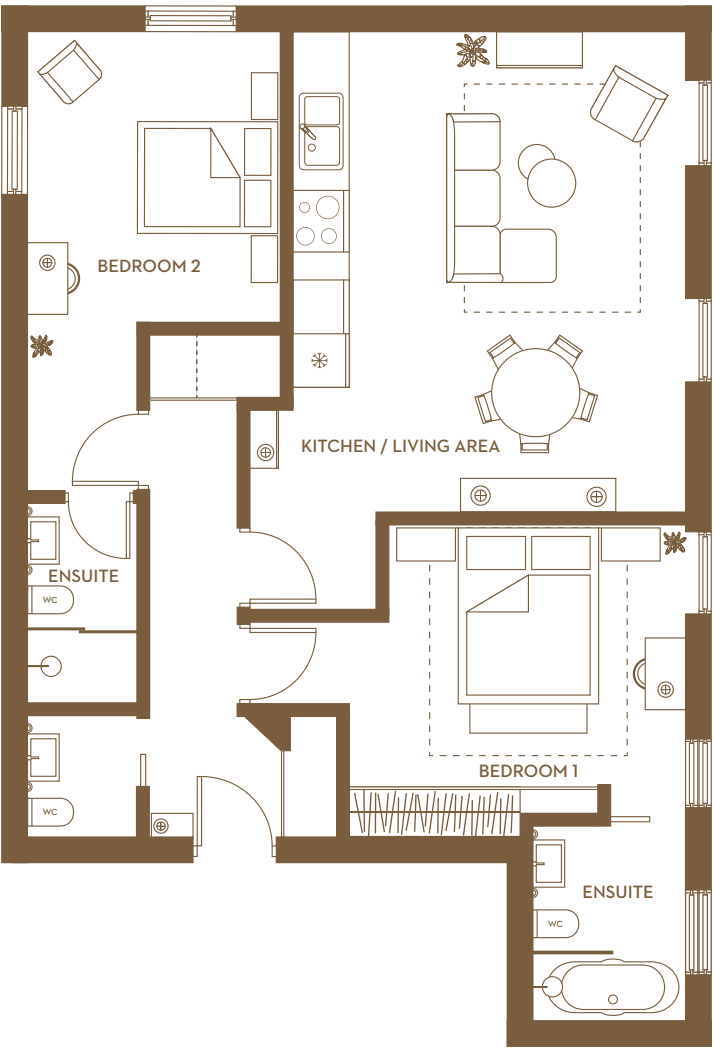 BEDROOM 2
KITCHEN / LIVING AREA
ENSUITE
WC
BEDROOM 1
WC
ENSUITE
WC